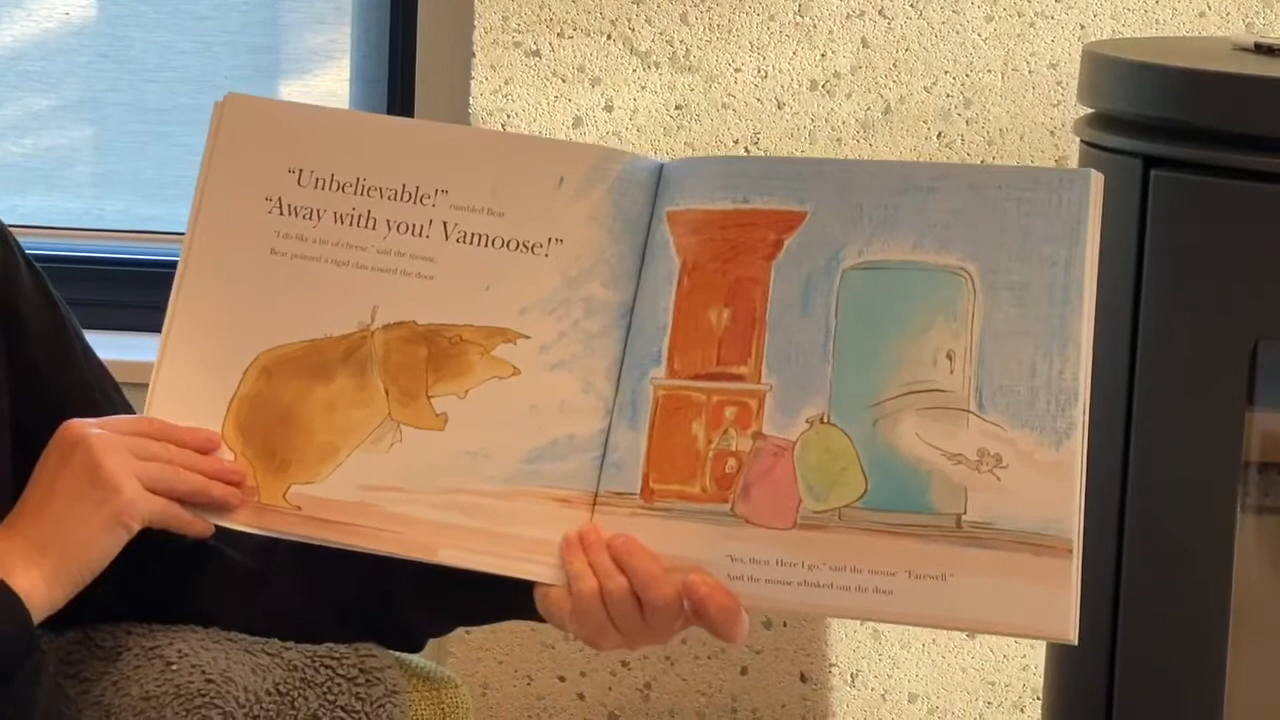 “Unbelievable!” rumbled Bear
“Away with you! Vamoose!”
“I do like a bit of cheese,” said the mouse.
Bear pointed a rigid claw toward the door.
“Yes, then. Here I go,” said the mouse. “Farewell.”
And the mouse whisked out the door.